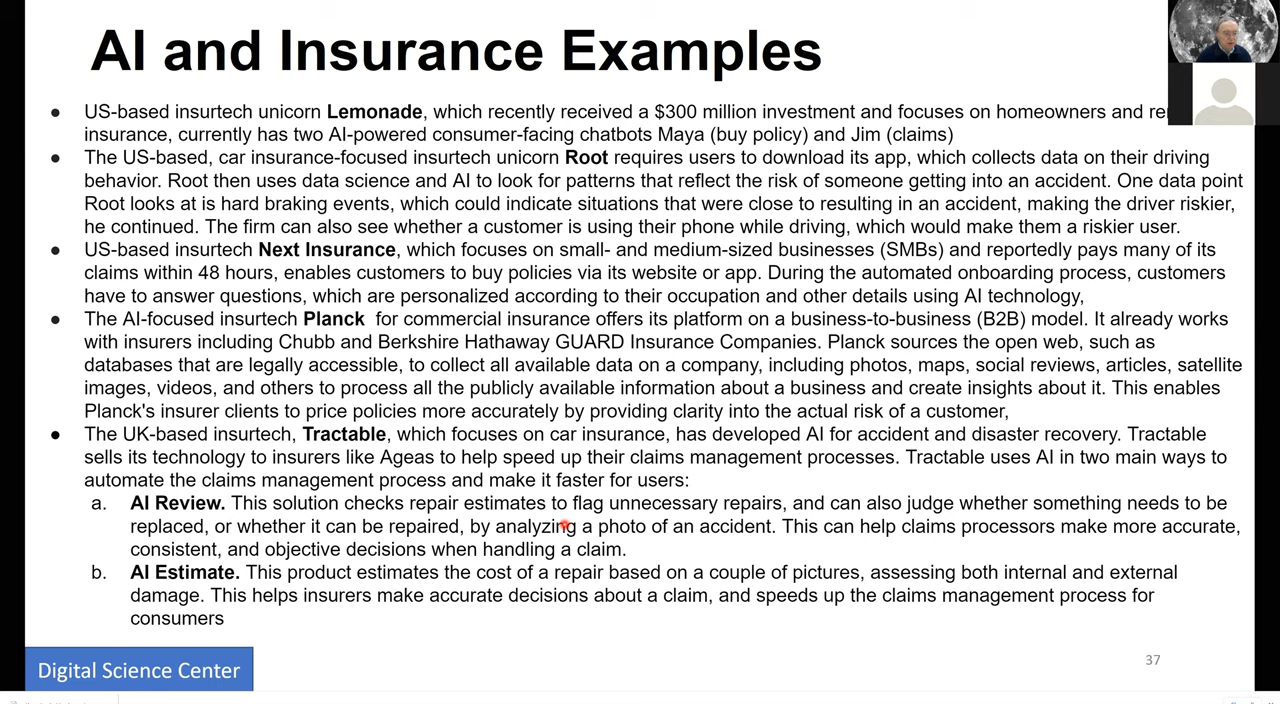 AI and Insurance Examples
● US-based insurtech unicorn Lemonade, which recently received a $300 million investment and focuses on homeowners and
insurance, currently has two AI-powered consumer-facing chatbots Maya (buy policy) and Jim (claims)
● The US-based, car insurance-focused insurtech unicorn Root requires users to download its app, which collects data on their driving
behavior. Root then uses data science and AI to look for patterns that reflect the risk of someone getting into an accident. One data point
Root looks at is hard braking events, which could indicate situations that were close to resulting in an accident, making the driver riskier,
he continued. The firm can also see whether a customer is using their phone while driving, which would make them a riskier user.
● US-based insurtech Next Insurance, which focuses on small- and medium-sized businesses (SMBs) and reportedly pays many of its
claims within 48 hours, enables customers to buy policies via its website or app. During the automated onboarding process, customers
have to answer questions, which are personalized according to their occupation and other details using AI technology,
● The AI-focused insurtech Planck for commercial insurance offers its platform on a business-to-business (B2B) model. It already works
with insurers including Chubb and Berkshire Hathaway GUARD Insurance Companies. Planck sources the open web, such as
databases that are legally accessible, to collect all available data on a company, including photos, maps, social reviews, articles, satellite
images, videos, and others to process all the publicly available information about a business and create insights about it. This enables
Planck's insurer clients to price policies more accurately by providing clarity into the actual risk of a customer,
● The UK-based insurtech, Tractable, which focuses on car insurance, has developed AI for accident and disaster recovery. Tractable
sells its technology to insurers like Ageas to help speed up their claims management processes. Tractable uses AI in two main ways to
automate the claims management process and make it faster for users:
a. AI Review. This solution checks repair estimates to flag unnecessary repairs, and can also judge whether something needs to be
replaced, or whether it can be repaired, by analyzing a photo of an accident. This can help claims processors make more accurate,
consistent, and objective decisions when handling a claim.
b. AI Estimate. This product estimates the cost of a repair based on a couple of pictures, assessing both internal and external
damage. This helps insurers make accurate decisions about a claim, and speeds up the claims management process for
consumers
Digital Science Center
37